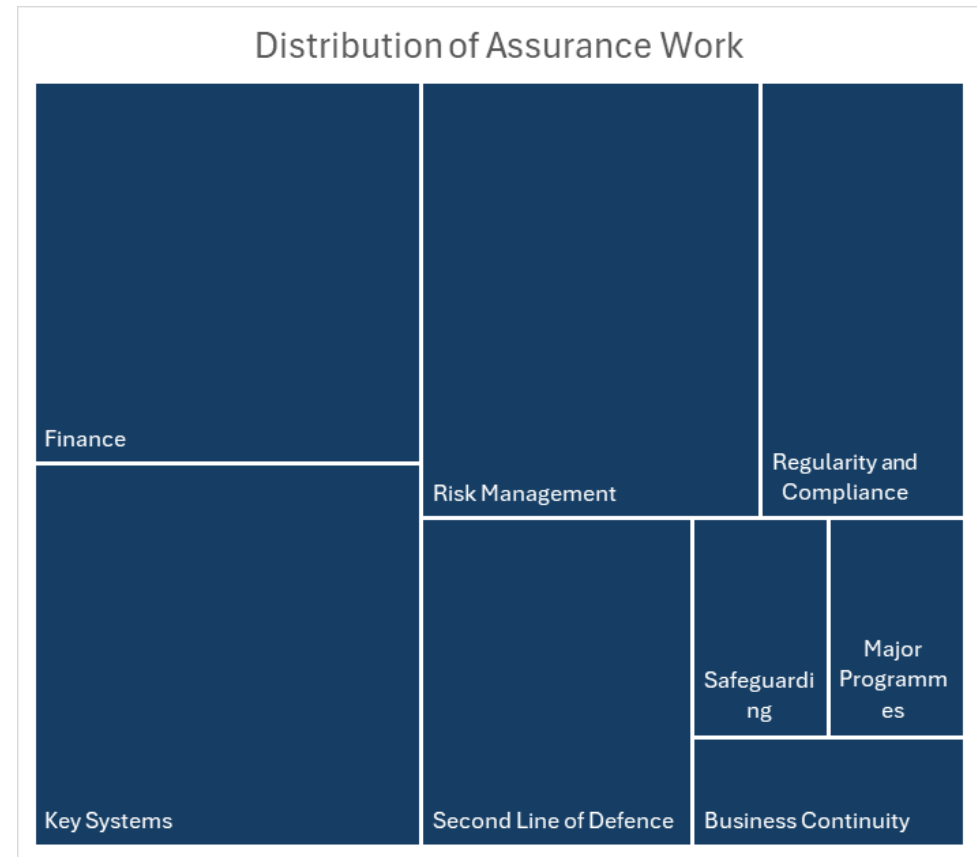 Distribution of Assurance Work
Finance
Risk Management
Regularity and
Compliance
Key Systems
Second Line of Defence
Safeguardi
ng
Major
Programm
es
Business Continuity